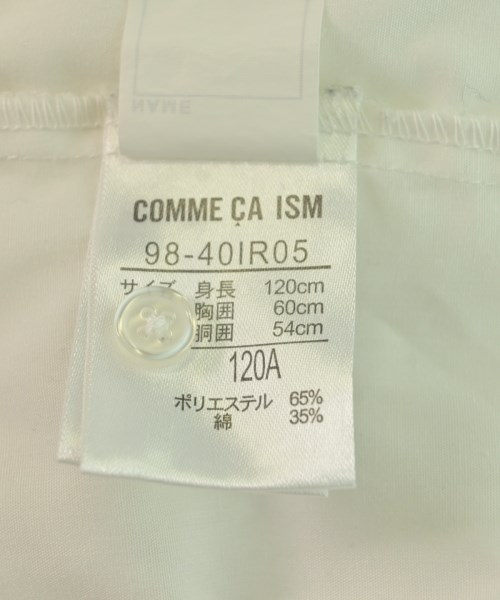 NAME
COMME ÇA ISM
98-40IR05
サイズ 身長 120cm
胸囲 60cm
胴囲 54cm
120A
ポリエステル 65%
綿 35%